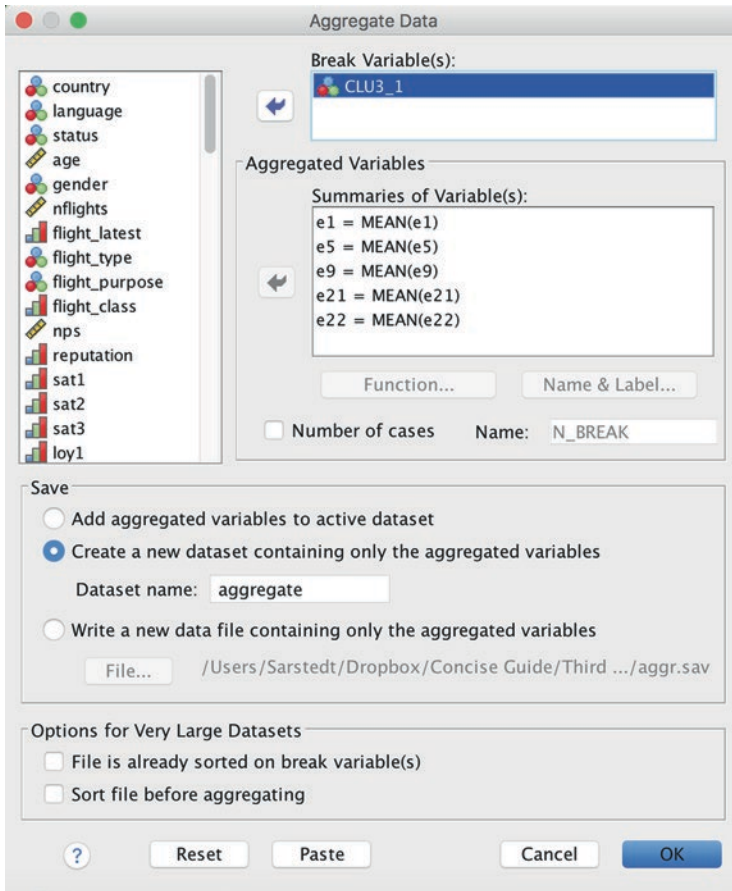 Aggregate Data
country
language
status
age
gender
nflights
flight_latest
flight_type
flight_purpose
flight_class
nps
reputation
sat1
sat2
sat3
loy1
Break Variable(s):
CLU3_1
Aggregated Variables
Summaries of Variable(s):
e1 = MEAN(e1)
e5 = MEAN(e5)
e9 = MEAN(e9)
e21 = MEAN(e21)
e22 = MEAN(e22)
Function... Name & Label...
Number of cases Name: N_BREAK
Save
Add aggregated variables to active dataset
Create a new dataset containing only the aggregated variables
Dataset name: aggregate
Write a new data file containing only the aggregated variables
File... /Users/Sarstedt/Dropbox/Concise Guide/Third .../aggr.sav
Options for Very Large Datasets
File is already sorted on break variable(s)
Sort file before aggregating
? Reset Paste Cancel OK